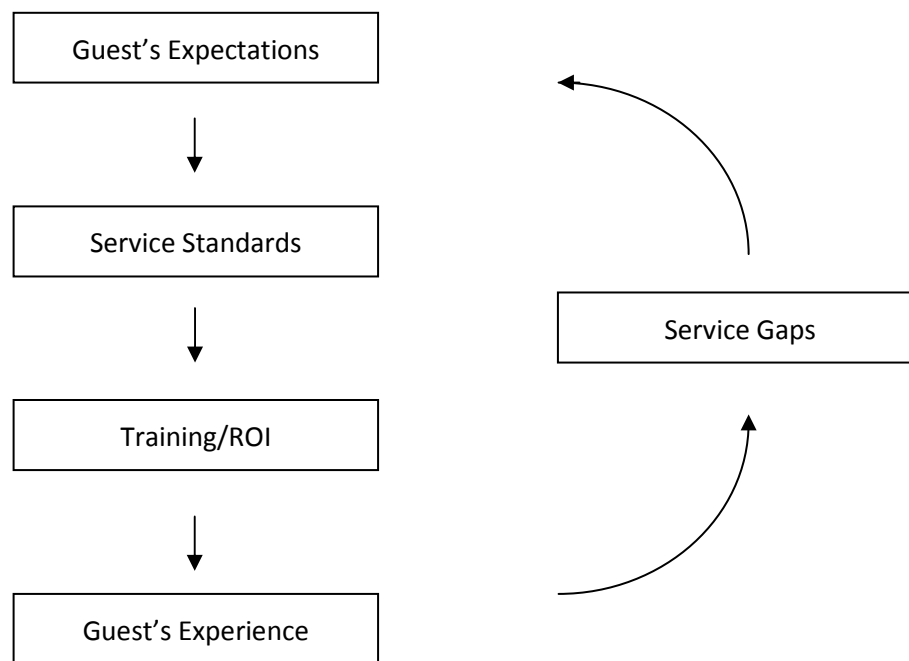 Guest’s Expectations
Service Standards
Service Gaps
Training/ROI
Guest’s Experience